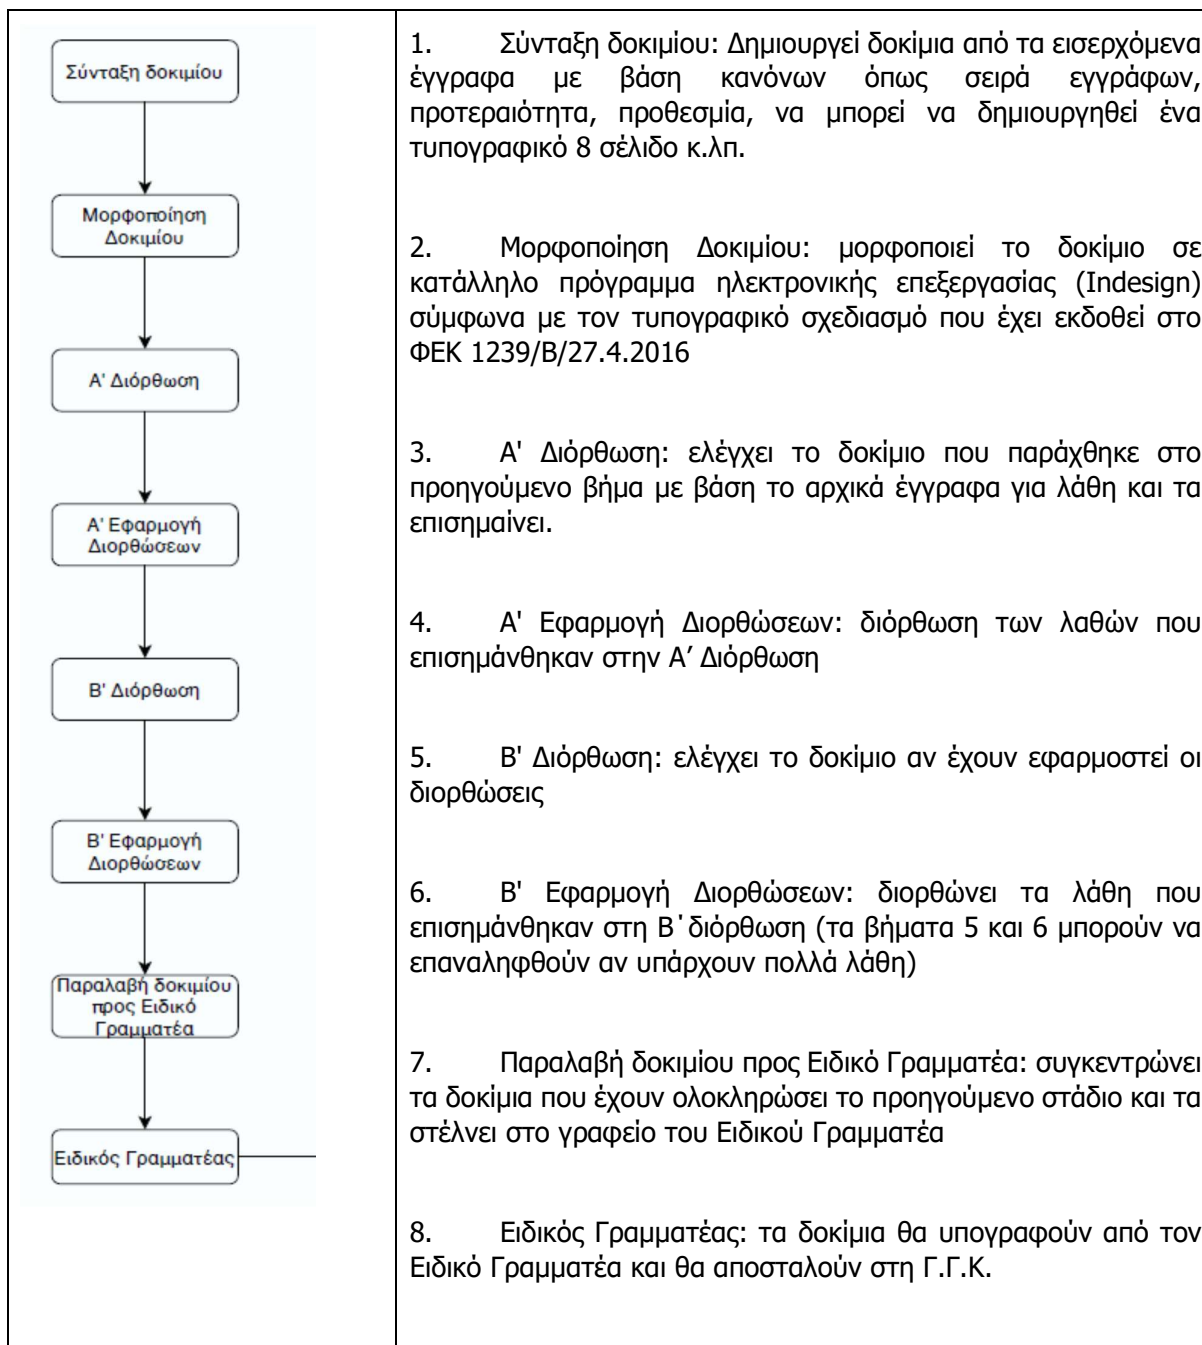 Σύνταξη δοκιμίου
Μορφοποίηση
Δοκιμίου
Α' Διόρθωση
Α' Εφαρμογή
Διορθώσεων
Β' Διόρθωση
Β' Εφαρμογή
Διορθώσεων
Παραλαβή δοκιμίου
προς Ειδικό
Γραμματέα
Ειδικός Γραμματέας
1. Σύνταξη δοκιμίου: Δημιουργεί δοκίμια από τα εισερχόμενα
έγγραφα με βάση κανόνων όπως σειρά εγγράφων,
προτεραιότητα, προθεσμία, να μπορεί να δημιουργηθεί ένα
τυπογραφικό 8 σέλιδο κ.λπ.
2. Μορφοποίηση Δοκιμίου: μορφοποιεί το δοκίμιο σε
κατάλληλο πρόγραμμα ηλεκτρονικής επεξεργασίας (Indesign)
σύμφωνα με τον τυπογραφικό σχεδιασμό που έχει εκδοθεί στο
ΦΕΚ 1239/Β/27.4.2016
3. Α' Διόρθωση: ελέγχει το δοκίμιο που παράχθηκε στο
προηγούμενο βήμα με βάση το αρχικά έγγραφα για λάθη και τα
επισημαίνει.
4. Α' Εφαρμογή Διορθώσεων: διόρθωση των λαθών που
επισημάνθηκαν στην Α’ Διόρθωση
5. Β' Διόρθωση: ελέγχει το δοκίμιο αν έχουν εφαρμοστεί οι
διορθώσεις
6. Β' Εφαρμογή Διορθώσεων: διορθώνει τα λάθη που
επισημάνθηκαν στη Β΄διόρθωση (τα βήματα 5 και 6 μπορούν να
επαναληφθούν αν υπάρχουν πολλά λάθη)
7. Παραλαβή δοκιμίου προς Ειδικό Γραμματέα: συγκεντρώνει
τα δοκίμια που έχουν ολοκληρώσει το προηγούμενο στάδιο και τα
στέλνει στο γραφείο του Ειδικού Γραμματέα
8. Ειδικός Γραμματέας: τα δοκίμια θα υπογραφούν από τον
Ειδικό Γραμματέα και θα αποσταλούν στη Γ.Γ.Κ.